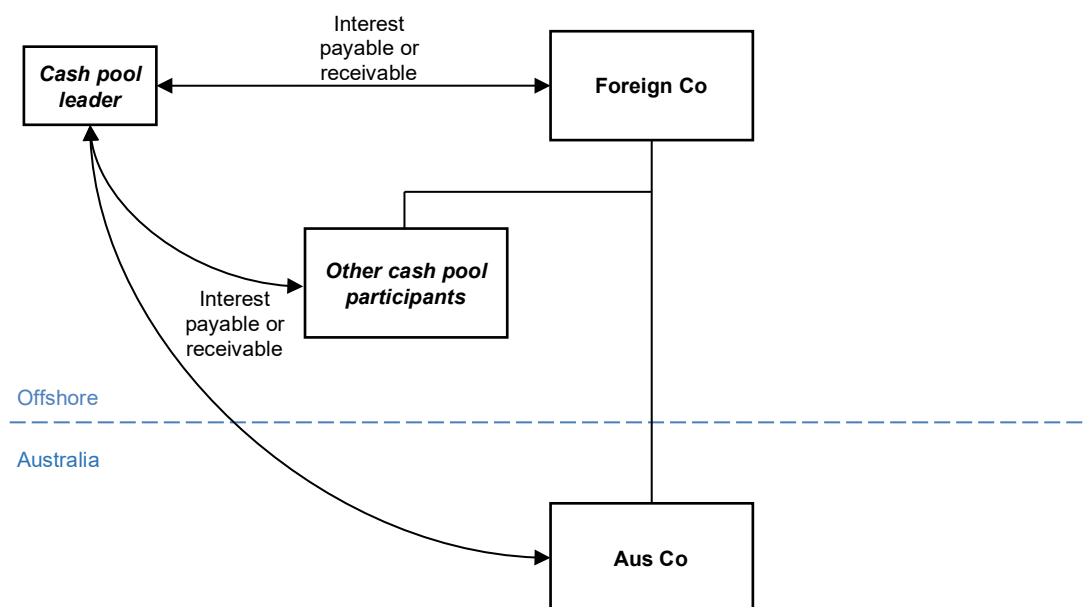 Interest
payable or
receivable
Cash pool
leader
Foreign Co
Other cash pool
participants
Interest
payable or
receivable
Offshore
Australia
Aus Co